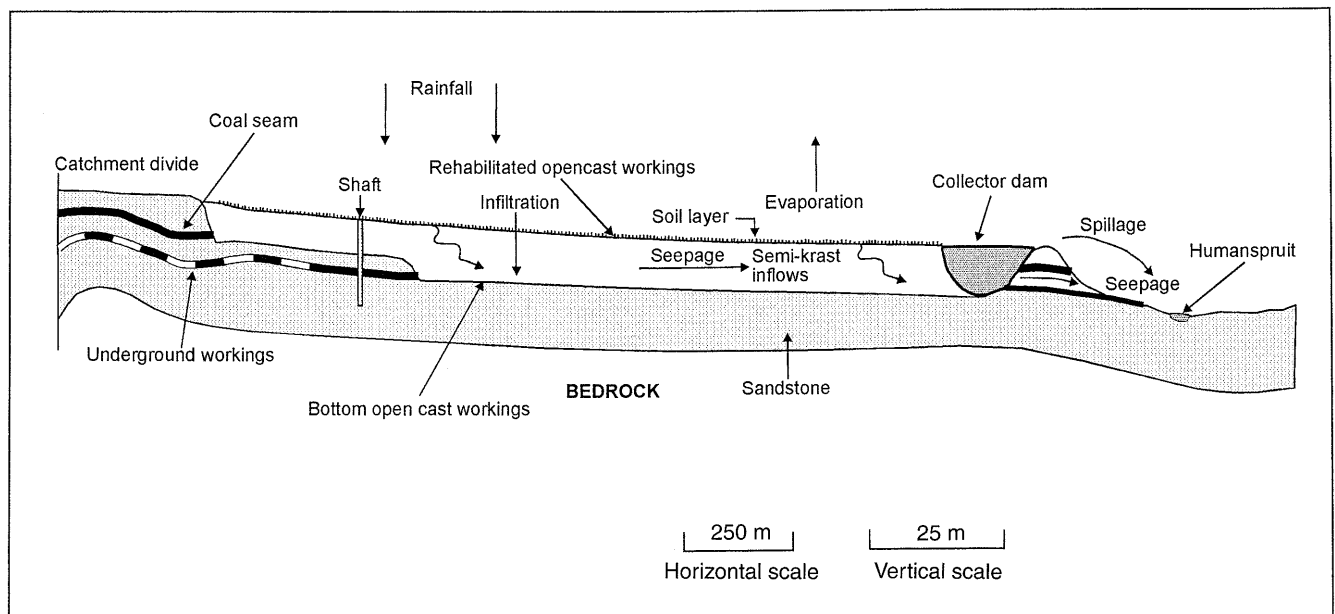 Rainfall
Coal seam
Catchment divide
Rehabilitated opencast workings
Shaft
Infiltration
Soil layer
Evaporation
Collector dam
Spillage
Humanspruit
Seepage
Semi-krast
inflows
Seepage
Underground workings
Bottom open cast workings
BEDROCK
Sandstone
250 m
25 m
Horizontal scale
Vertical scale